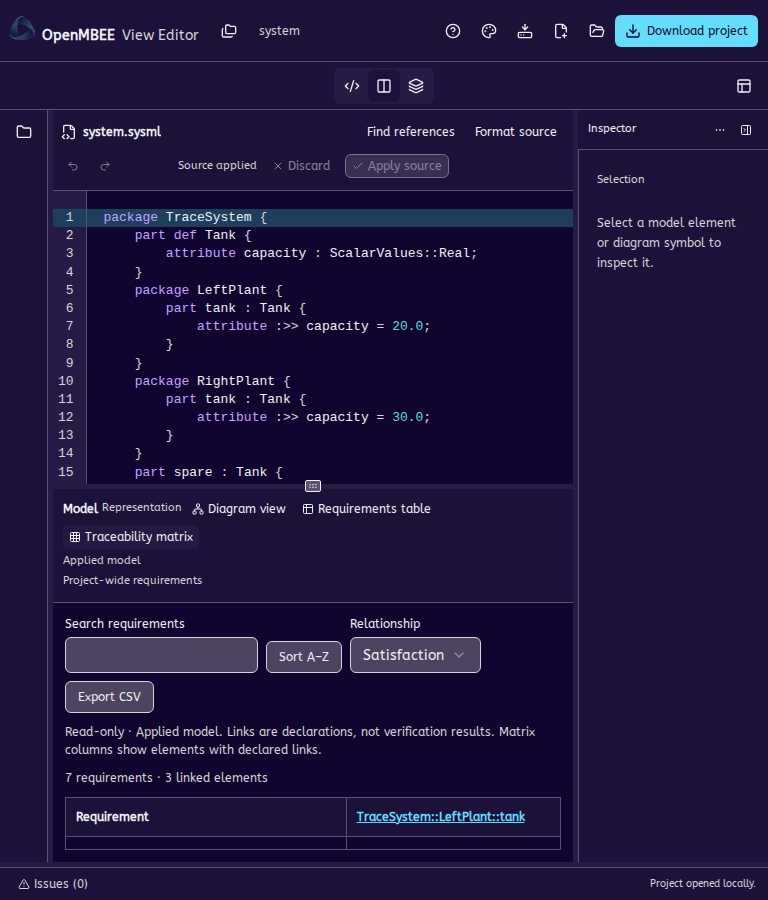 OpenMBEE View Editor system Download project
system.sysml Find references Format source
Source applied Discard Apply source
1 package TraceSystem {
2 part def Tank {
3 attribute capacity : ScalarValues::Real;
4 }
5 package LeftPlant {
6 part tank : Tank {
7 attribute :>> capacity = 20.0;
8 }
9 }
10 package RightPlant {
11 part tank : Tank {
12 attribute :>> capacity = 30.0;
13 }
14 }
15 part spare : Tank {
Model Representation Diagram view Requirements table
Traceability matrix
Applied model
Project-wide requirements
Search requirements Relationship
Sort A–Z Satisfaction
Export CSV
Read-only · Applied model. Links are declarations, not verification results. Matrix
columns show elements with declared links.
7 requirements · 3 linked elements
Requirement TraceSystem::LeftPlant::tank
Inspector
Selection
Select a model element
or diagram symbol to
inspect it.
Issues (0) Project opened locally.